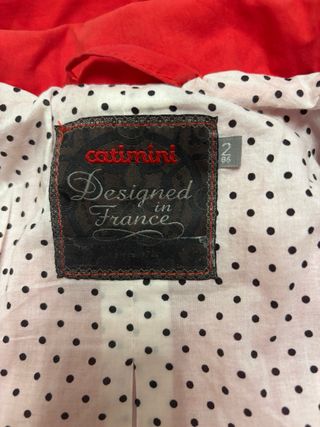 catimini
2
86
Designed
in
France